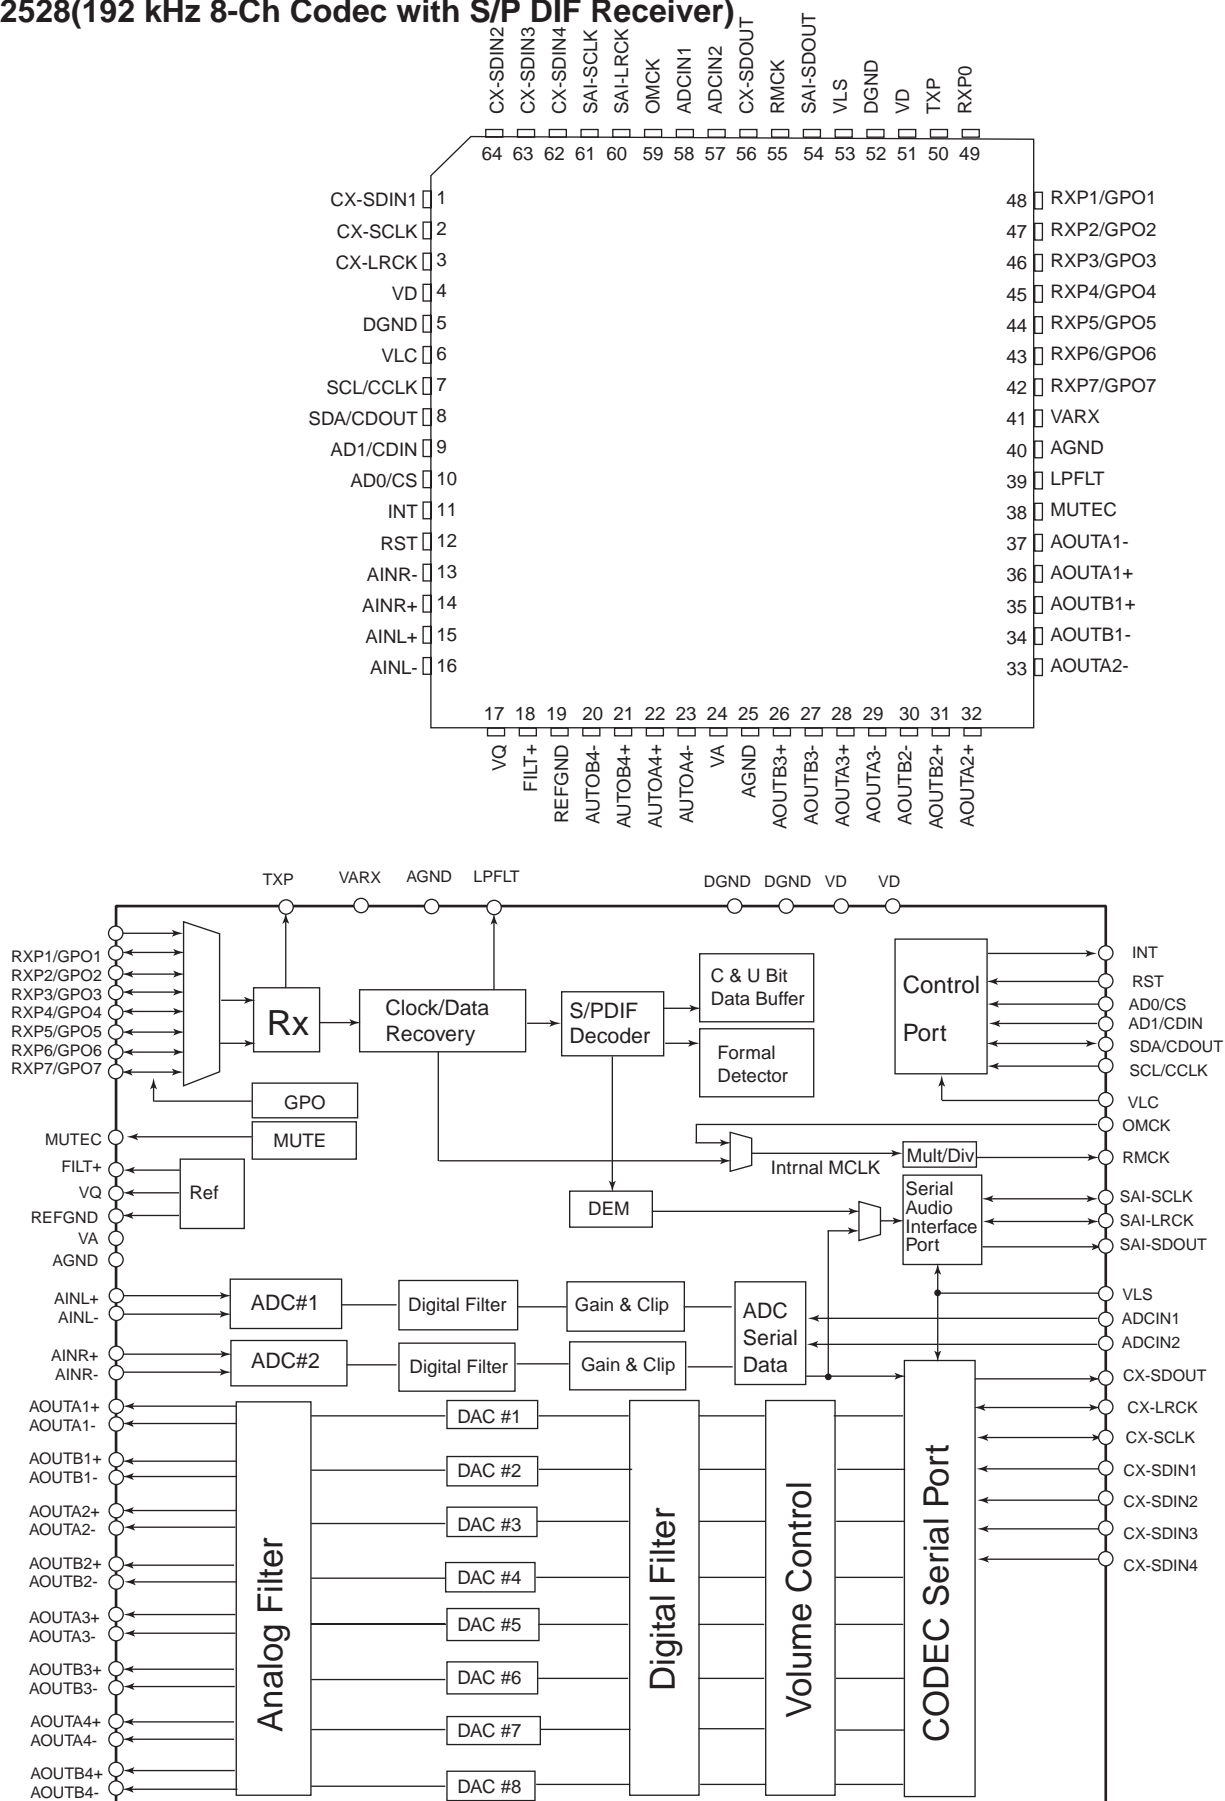 2528(192 kHz 8-Ch Codec with S/P DIF Receiver)
CX-SDIN2
CX-SDIN3
CX-SDIN4
SAI-SCLK
SAI-LRCK
OMCK
ADCIN1
ADCIN2
CX-SDOUT
RMCK
SAI-SDOUT
VLS
DGND
VD
TXP
RXP0
64 63 62 61 60 59 58 57 56 55 54 53 52 51 50 49
CX-SDIN1 1
CX-SCLK 2
CX-LRCK 3
VD 4
DGND 5
VLC 6
SCL/CCLK 7
SDA/CDOUT 8
AD1/CDIN 9
AD0/CS 10
INT 11
RST 12
AINR- 13
AINR+ 14
AINL+ 15
AINL- 16
48 RXP1/GPO1
47 RXP2/GPO2
46 RXP3/GPO3
45 RXP4/GPO4
44 RXP5/GPO5
43 RXP6/GPO6
42 RXP7/GPO7
41 VARX
40 AGND
39 LPFLT
38 MUTEC
37 AOUTA1-
36 AOUTA1+
35 AOUTB1+
34 AOUTB1-
33 AOUTA2-
17 18 19 20 21 22 23 24 25 26 27 28 29 30 31 32
VQ
FILT+
REFGND
AUTOB4-
AUTOB4+
AUTOA4+
AUTOA4-
VA
AGND
AOUTB3+
AOUTB3-
AOUTA3+
AOUTA3-
AOUTB2-
AOUTB2+
AOUTA2+
TXP VARX AGND LPFLT DGND DGND VD VD
RXP1/GPO1
RXP2/GPO2
RXP3/GPO3
RXP4/GPO4
RXP5/GPO5
RXP6/GPO6
RXP7/GPO7
MUTEC
FILT+
VQ
REFGND
VA
AGND
AINL+
AINL-
AINR+
AINR-
AOUTA1+
AOUTA1-
AOUTB1+
AOUTB1-
AOUTA2+
AOUTA2-
AOUTB2+
AOUTB2-
AOUTA3+
AOUTA3-
AOUTB3+
AOUTB3-
AOUTA4+
AOUTA4-
AOUTB4+
AOUTB4-
Rx
Clock/Data
Recovery
S/PDIF
Decoder
C & U Bit
Data Buffer
Formal
Detector
Control
Port
GPO
MUTE
Ref
DEM
Intrnal MCLK
Mult/Div
Serial
Audio
Interface
Port
ADC#1
Digital Filter
Gain & Clip
ADC
Serial
Data
ADC#2
Digital Filter
Gain & Clip
Analog Filter
DAC #1
DAC #2
DAC #3
DAC #4
DAC #5
DAC #6
DAC #7
DAC #8
Digital Filter
Volume Control
CODEC Serial Port
INT
RST
AD0/CS
AD1/CDIN
SDA/CDOUT
SCL/CCLK
VLC
OMCK
RMCK
SAI-SCLK
SAI-LRCK
SAI-SDOUT
VLS
ADCIN1
ADCIN2
CX-SDOUT
CX-LRCK
CX-SCLK
CX-SDIN1
CX-SDIN2
CX-SDIN3
CX-SDIN4